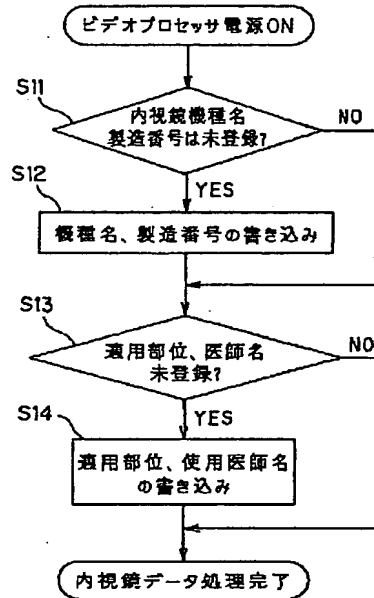 ビデオプロセッサ電源ON
S11
内視鏡機種名
製造番号は未登録?
NO
YES
S12
機種名、製造番号の書き込み
S13
適用部位、医師名
未登録?
NO
YES
S14
適用部位、使用医師名
の書き込み
内視鏡データ処理完了